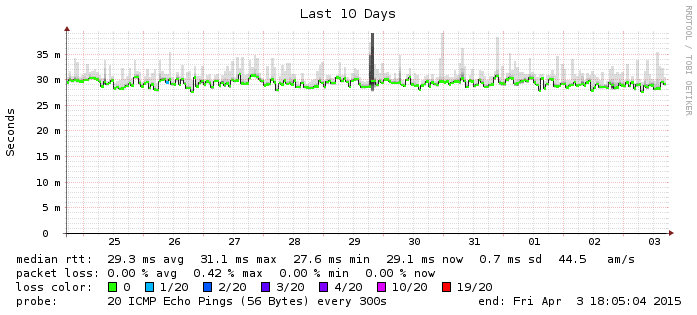 Last 10 Days
RRDTOOL / TOBI OETIKER
Seconds
35 m
30 m
25 m
20 m
15 m
10 m
5 m
0
25 26 27 28 29 30 31 01 02 03
median rtt: 29.3 ms avg 31.1 ms max 27.6 ms min 29.1 ms now 0.7 ms sd 44.5 am/s
packet loss: 0.00 % avg 0.42 % max 0.00 % min 0.00 % now
loss color: 0 1/20 2/20 3/20 4/20 10/20 19/20
probe: 20 ICMP Echo Pings (56 Bytes) every 300s end: Fri Apr 3 18:05:04 2015